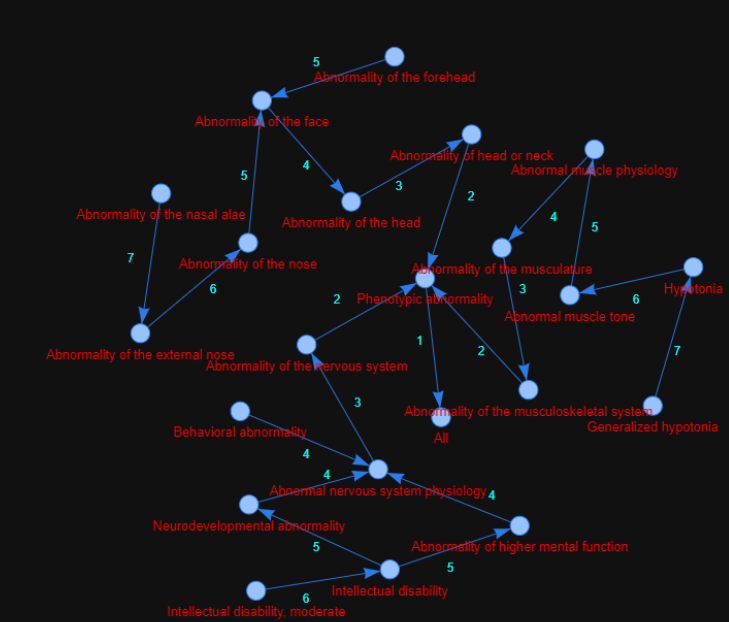 5
Abnormality of the forehead
Abnormality of the face
4
Abnormality of head or neck
Abnormal muscle physiology
5
3
2
Abnormality of the nasal alae
Abnormality of the head
4
5
7
Abnormality of the nose
Abnormality of the musculature
6
3
6
Hypotonia
2
Phenotypic abnormality
Abnormal muscle tone
1
2
7
Abnormality of the external nose
Abnormality of the nervous system
3
Abnormality of the musculoskeletal system
Generalized hypotonia
Behavioral abnormality
All
4
4
Abnormal nervous system physiology
4
Neurodevelopmental abnormality
5
Abnormality of higher mental function
5
Intellectual disability
6
Intellectual disability, moderate